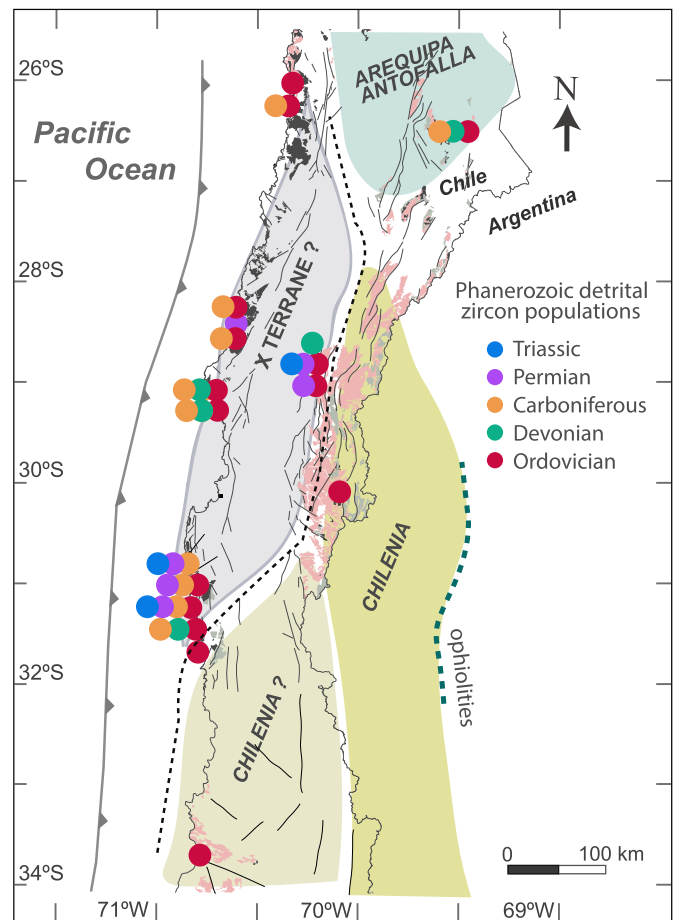 26°S
AREQUIPA
ANTOFALLA
N
Pacific
Ocean
Chile
Argentina
28°S
X TERRANE ?
Phanerozoic detrital
zircon populations
Triassic
Permian
Carboniferous
Devonian
Ordovician
30°S
CHILENIA
ophiolities
32°S
CHILENIA ?
0 100 km
34°S
71°W 70°W 69°W